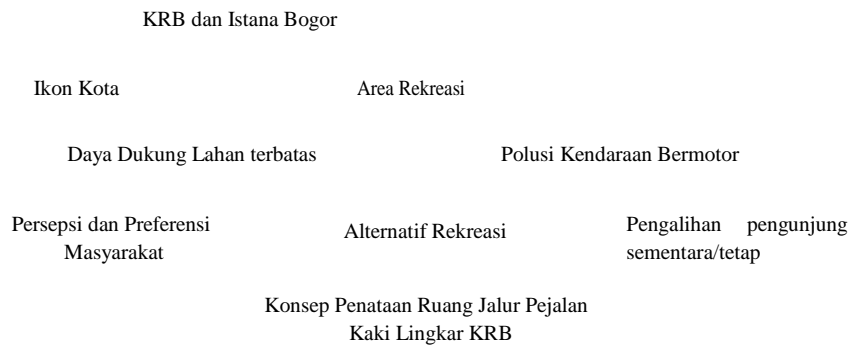 KRB dan Istana Bogor
Ikon Kota
Area Rekreasi
Daya Dukung Lahan terbatas
Polusi Kendaraan Bermotor
Persepsi dan Preferensi
Masyarakat
Alternatif Rekreasi
Pengalihan pengunjung
sementara/tetap
Konsep Penataan Ruang Jalur Pejalan
Kaki Lingkar KRB